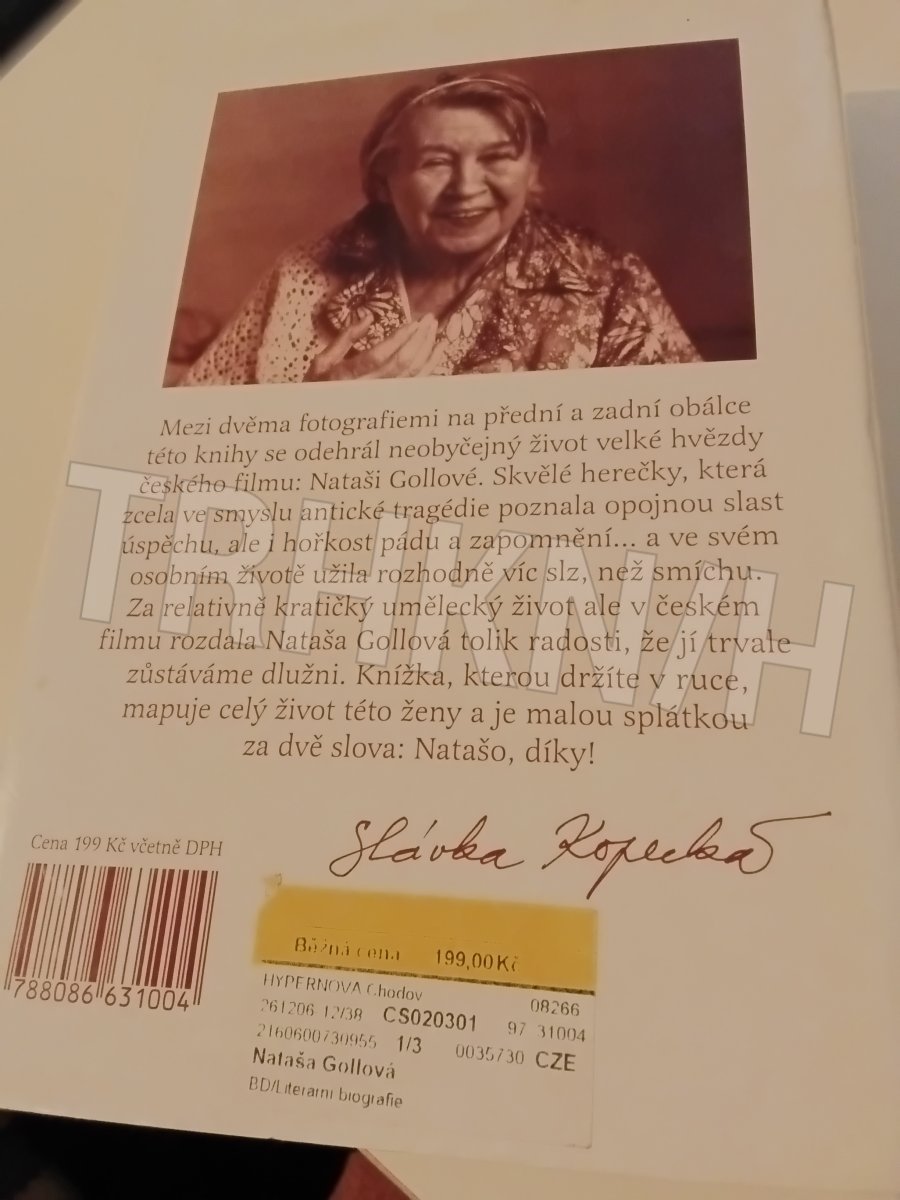 Mezi dvěma fotografiemi na přední a zadní obálce
této knihy se odehrál neobyčejný život velké hvězdy
českého filmu: Nataši Gollové. Skvělé herečky, která
zcela ve smyslu antické tragédie poznala opojnou slast
úspěchu, ale i hořkost pádu a zapomnění... a ve svém
osobním životě užila rozhodně víc slz, než smíchu.
Za relativně kratičký umělecký život ale v českém
filmu rozdala Nataša Gollová tolik radosti, že jí trvale
zůstáváme dlužni. Knížka, kterou držíte v ruce,
mapuje celý život této ženy a je malou splátkou
za dvě slova: Natašo, díky!
TRHKNIH
Slávka Kopecká
Cena 199 Kč včetně DPH
788086 631004
Běžná cena 199,00Kč
HYPERNOVA Chodov 08266
261206 12/38 CS020301 97 31004
2160600730955 1/3 0035730 CZE
Nataša Gollová
BD/Literarni biografie